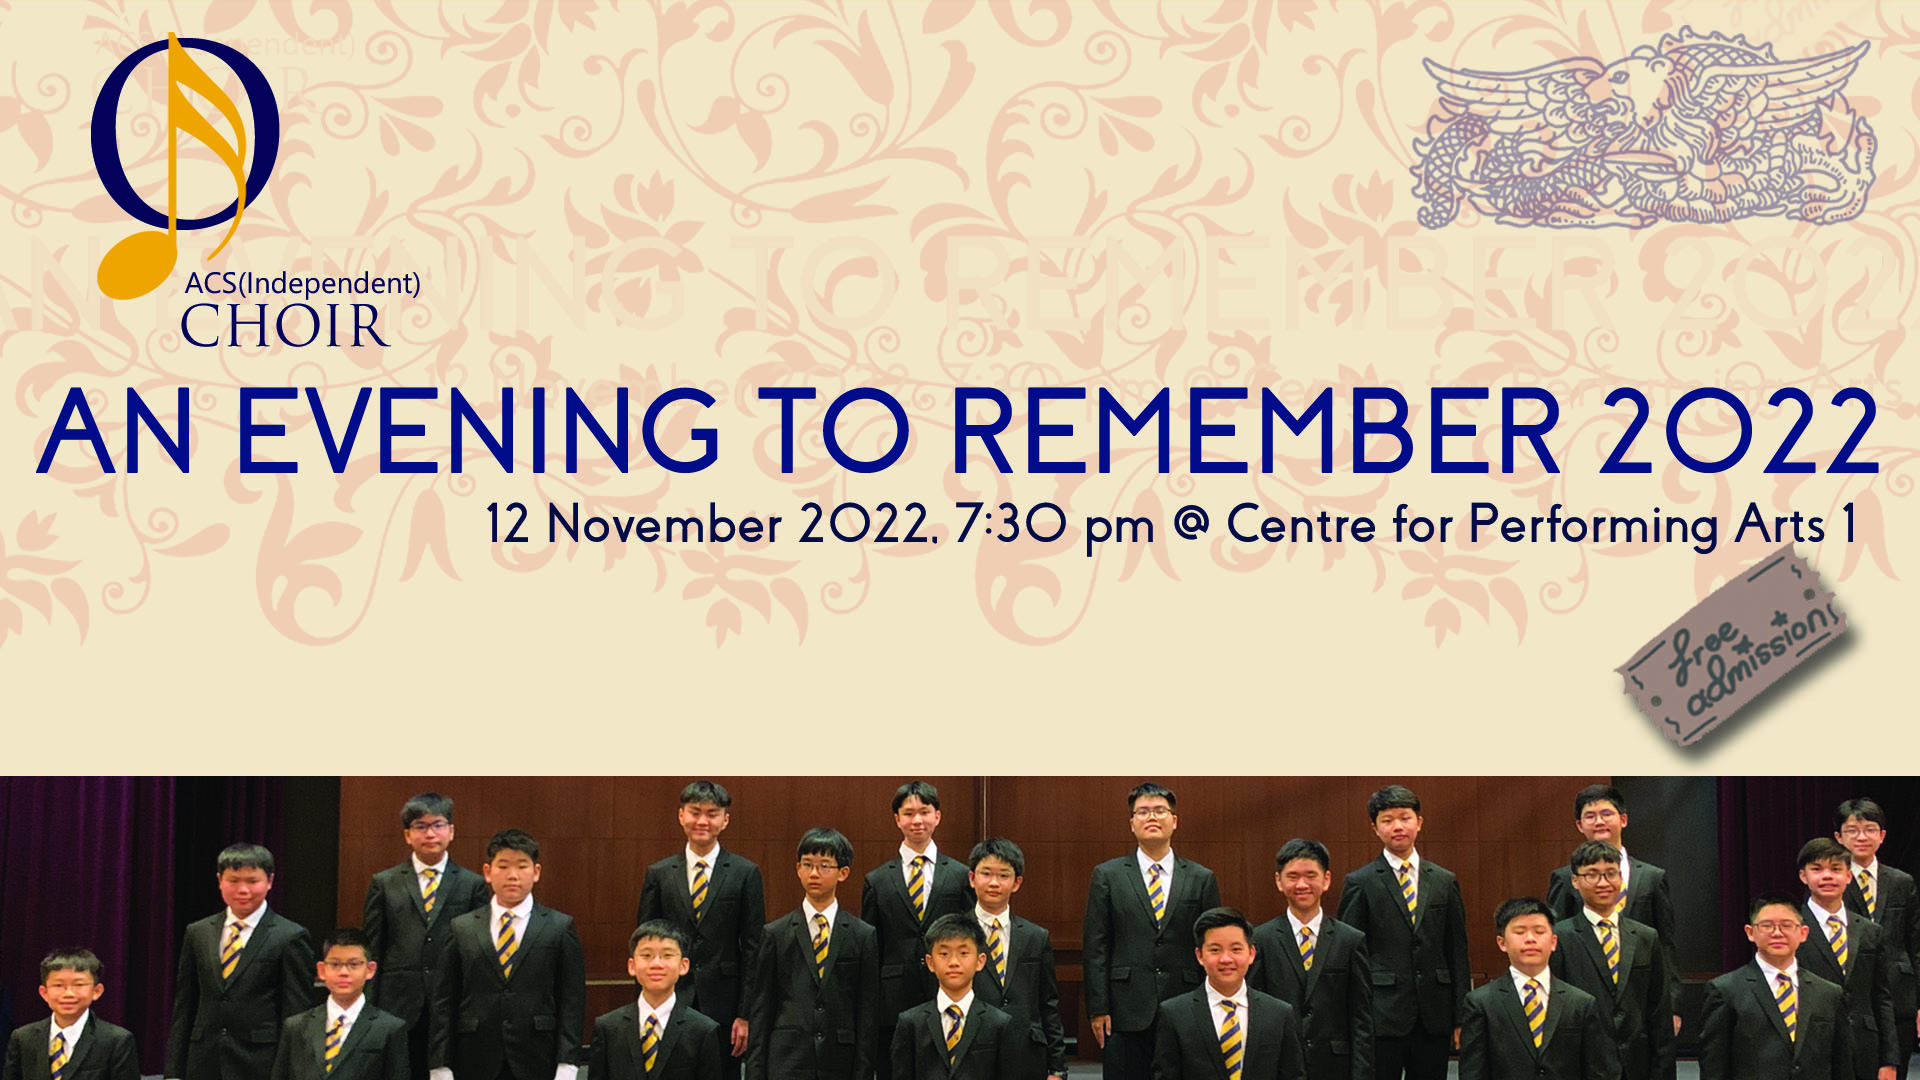 ACS(Independent)
CHOIR
AN EVENING TO REMEMBER 2022
12 November 2022, 7:30 pm @ Centre for Performing Arts 1
free
admission